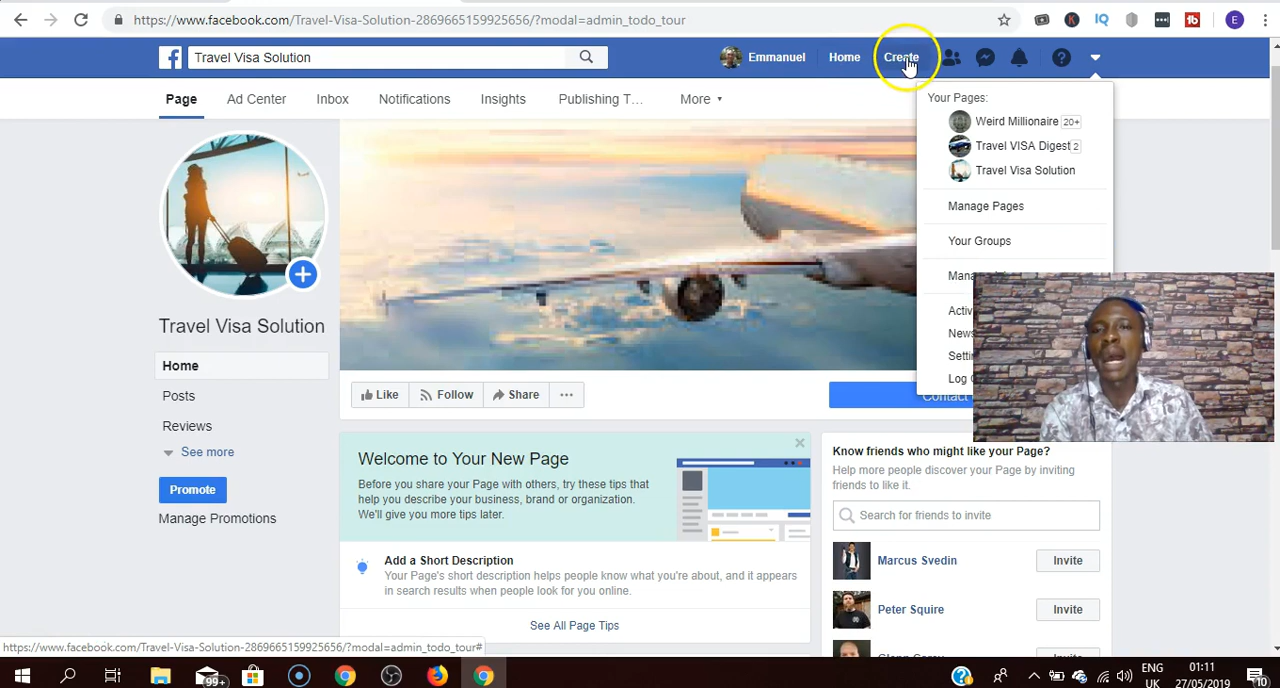 https://www.facebook.com/Travel-Visa-Solution-2869665159925656/?modal=admin_todo_tour
Travel Visa Solution
Emmanuel
Home
Create
Page
Ad Center
Inbox
Notifications
Insights
Publishing T…
More
Your Pages:
Weird Millionaire 20+
Travel VISA Digest 2
Travel Visa Solution
Manage Pages
Your Groups
Travel Visa Solution
Home
Posts
Reviews
See more
Promote
Manage Promotions
Like
Follow
Share
Contact
Log
Welcome to Your New Page
Before you share your Page with others, try these tips that
help you describe your business, brand or organization.
We'll give you more tips later.
Add a Short Description
Your Page's short description helps people know what you're about, and it appears
in search results when people look for you online.
See All Page Tips
Know friends who might like your Page?
Help more people discover your Page by inviting
friends to like it.
Search for friends to invite
Marcus Svedin
Invite
Peter Squire
Invite
https://www.facebook.com/Travel-Visa-Solution-2869665159925656/?modal=admin_todo_tour#
99+
ENG
UK
01:11
27/05/2019
10